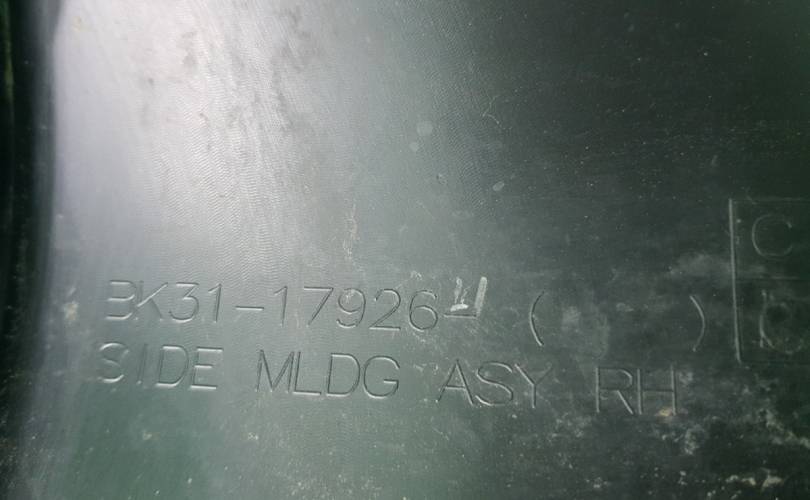 BK31-17926- (    )
SIDE MLDG ASY RH
C